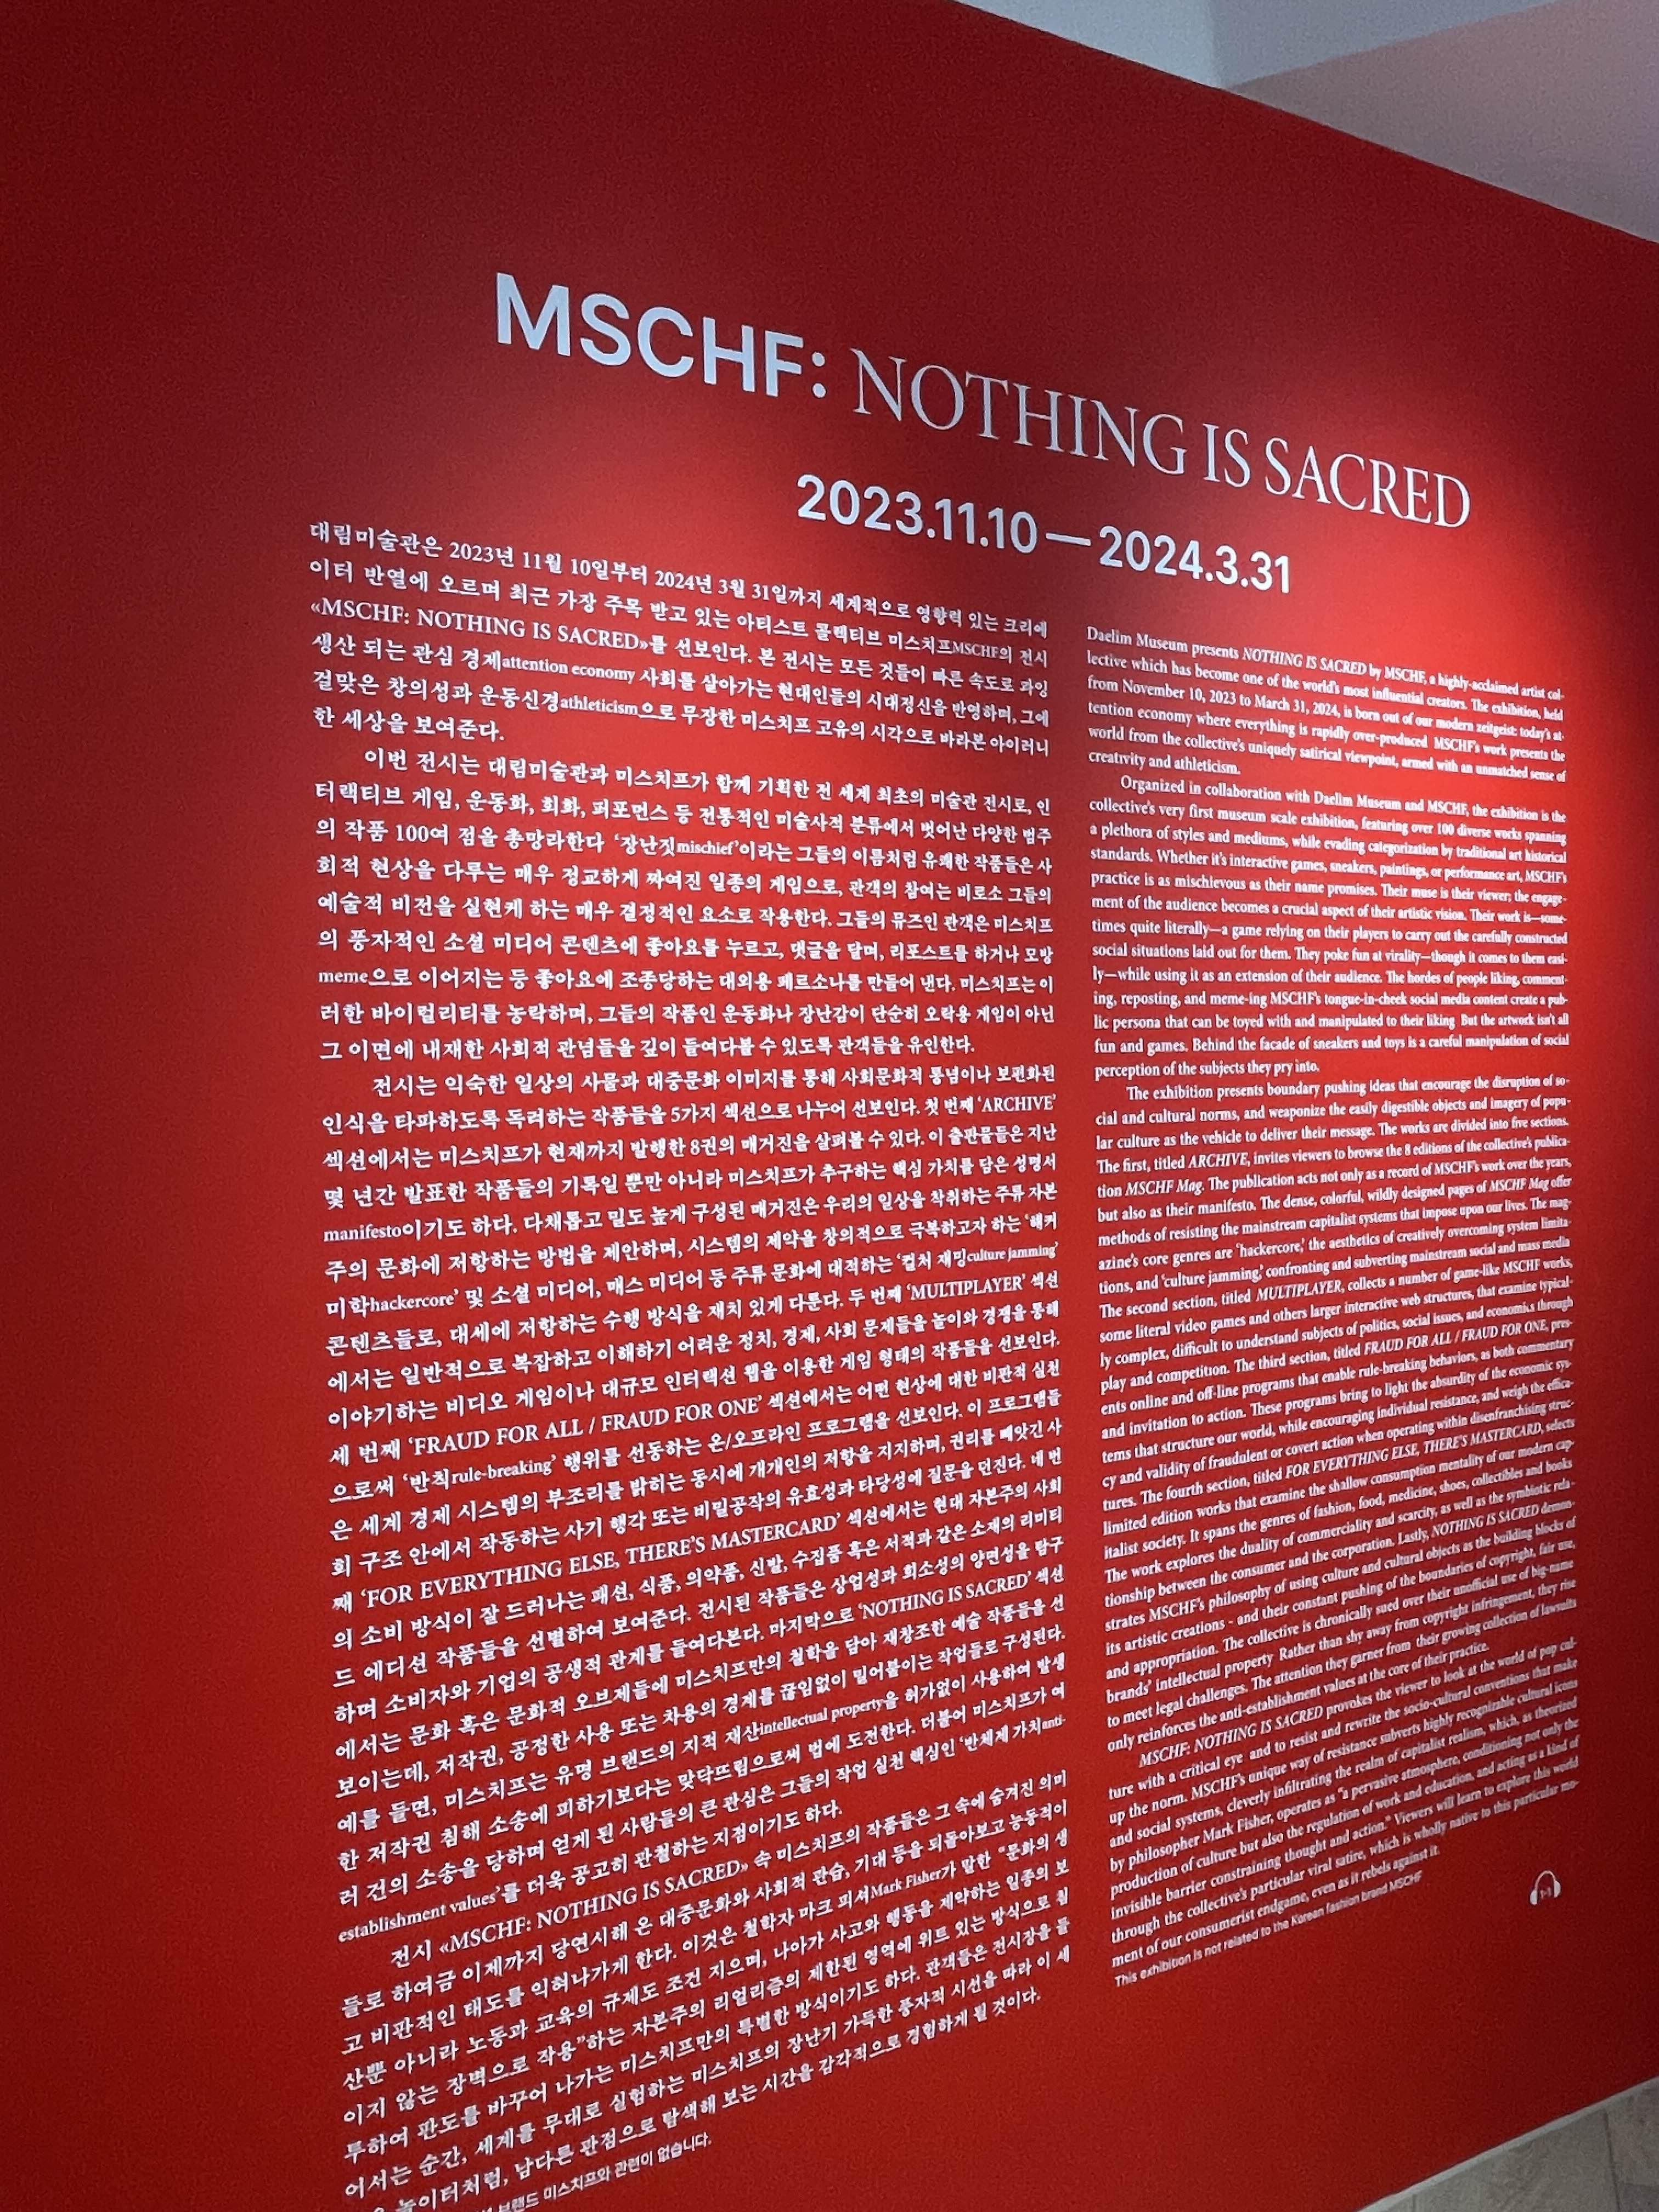 MSCHF: NOTHING IS SACRED
2023.11.10—2024.3.31
대림미술관은 2023년 11월 10일부터 2024년 3월 31일까지 세계적으로 영향력 있는 크리에
이터 반열에 오르며 최근 가장 주목 받고 있는 아티스트 콜렉티브 미스치프MSCHF의 전시
«MSCHF: NOTHING IS SACRED»를 선보인다. 본 전시는 모든 것들이 빠른 속도로 과잉
생산 되는 관심 경제attention economy 사회를 살아가는 현대인들의 시대정신을 반영하며, 그에
걸맞은 창의성과 운동신경athleticism으로 무장한 미스치프 고유의 시각으로 바라본 아이러니
한 세상을 보여준다.
이번 전시는 대림미술관과 미스치프가 함께 기획한 전 세계 최초의 미술관 전시로, 인
터랙티브 게임, 운동화, 회화, 퍼포먼스 등 전통적인 미술사적 분류에서 벗어난 다양한 범주
의 작품 100여 점을 총망라한다 ‘장난짓mischief’이라는 그들의 이름처럼 유쾌한 작품들은 사
회적 현상을 다루는 매우 정교하게 짜여진 일종의 게임으로, 관객의 참여는 비로소 그들의
예술적 비전을 실현케 하는 매우 결정적인 요소로 작용한다. 그들의 뮤즈인 관객은 미스치프
의 풍자적인 소셜 미디어 콘텐츠에 좋아요를 누르고, 댓글을 달며, 리포스트를 하거나 모방
meme으로 이어지는 등 좋아요에 조종당하는 대외용 페르소나를 만들어 낸다. 미스치프는 이
러한 바이럴리티를 농락하며, 그들의 작품인 운동화나 장난감이 단순히 오락용 게임이 아닌
그 이면에 내재한 사회적 관념들을 깊이 들여다볼 수 있도록 관객들을 유인한다.
전시는 익숙한 일상의 사물과 대중문화 이미지를 통해 사회문화적 통념이나 보편화된
인식을 타파하도록 독려하는 작품들을 5가지 섹션으로 나누어 선보인다. 첫 번째 ‘ARCHIVE’
섹션에서는 미스치프가 현재까지 발행한 8권의 매거진을 살펴볼 수 있다. 이 출판물들은 지난
몇 년간 발표한 작품들의 기록일 뿐만 아니라 미스치프가 추구하는 핵심 가치를 담은 성명서
manifesto이기도 하다. 다채롭고 밀도 높게 구성된 매거진은 우리의 일상을 착취하는 주류 자본
주의 문화에 저항하는 방법을 제안하며, 시스템의 제약을 창의적으로 극복하고자 하는 ‘해커
미학hackercore’ 및 소셜 미디어, 매스 미디어 등 주류 문화에 대적하는 ‘컬처 재밍culture jamming’
콘텐츠들로, 대세에 저항하는 수행 방식을 재치 있게 다룬다. 두 번째 ‘MULTIPLAYER’ 섹션
에서는 일반적으로 복잡하고 이해하기 어려운 정치, 경제, 사회 문제들을 놀이와 경쟁을 통해
이야기하는 비디오 게임이나 대규모 인터랙션 웹을 이용한 게임 형태의 작품들을 선보인다.
세 번째 ‘FRAUD FOR ALL / FRAUD FOR ONE’ 섹션에서는 어떤 현상에 대한 비판적 실천
으로써 ‘반칙rule-breaking’ 행위를 선동하는 온/오프라인 프로그램을 선보인다. 이 프로그램들
은 세계 경제 시스템의 부조리를 밝히는 동시에 개개인의 저항을 지지하며, 권리를 빼앗긴 사
회 구조 안에서 작동하는 사기 행각 또는 비밀공작의 유효성과 타당성에 질문을 던진다. 네 번
째 ‘FOR EVERYTHING ELSE, THERE’S MASTERCARD’ 섹션에서는 현대 자본주의 사회
의 소비 방식이 잘 드러나는 패션, 식품, 의약품, 신발, 수집품 혹은 서적과 같은 소재의 리미티
드 에디션 작품들을 선별하여 보여준다. 전시된 작품들은 상업성과 희소성의 양면성을 탐구
하며 소비자와 기업의 공생적 관계를 들여다본다. 마지막으로 ‘NOTHING IS SACRED’ 섹션
에서는 문화 혹은 문화적 오브제들에 미스치프만의 철학을 담아 재창조한 예술 작품들을 선
보이는데, 저작권, 공정한 사용 또는 차용의 경계를 끊임없이 밀어붙이는 작업들로 구성된다.
예를 들면, 미스치프는 유명 브랜드의 지적 재산intellectual property을 허가없이 사용하여 발생
한 저작권 침해 소송에 피하기보다는 맞닥뜨림으로써 법에 도전한다. 더불어 미스치프가 여
러 건의 소송을 당하며 얻게 된 사람들의 큰 관심은 그들의 작업 실천 핵심인 ‘반체제 가치anti-
establishment values’를 더욱 공고히 관철하는 지점이기도 하다.
전시 «MSCHF: NOTHING IS SACRED» 속 미스치프의 작품들은 그 속에 숨겨진 의미
들로 하여금 이제까지 당연시해 온 대중문화와 사회적 관습, 기대 등을 되돌아보고 능동적이
고 비판적인 태도를 익혀나가게 한다. 이것은 철학자 마크 피셔Mark Fisher가 말한 “문화의 생
산뿐 아니라 노동과 교육의 규제도 조건 지으며, 나아가 사고와 행동을 제약하는 일종의 보
이지 않는 장벽으로 작용”하는 자본주의 리얼리즘의 제한된 영역에 위트 있는 방식으로 침
투하여 판도를 바꾸어 나가는 미스치프만의 특별한 방식이기도 하다. 관객들은 전시장을 들
어서는 순간, 세계를 무대로 실험하는 미스치프의 장난기 가득한 풍자적 시선을 따라 이 세
놀이터처럼, 남다른 관점으로 탐색해 보는 시간을 감각적으로 경험하게 될 것이다.
브랜드 미스치프와 관련이 없습니다.
Daelim Museum presents NOTHING IS SACRED by MSCHF, a highly-acclaimed artist col-
lective which has become one of the world’s most influential creators. The exhibition, held
from November 10, 2023 to March 31, 2024, is born out of our modern zeitgeist: today’s at-
tention economy where everything is rapidly over-produced MSCHF’s work presents the
world from the collective’s uniquely satirical viewpoint, armed with an unmatched sense of
creativity and athleticism.
Organized in collaboration with Daelim Museum and MSCHF, the exhibition is the
collective’s very first museum scale exhibition, featuring over 100 diverse works spanning
a plethora of styles and mediums, while evading categorization by traditional art historical
standards. Whether it’s interactive games, sneakers, paintings, or performance art, MSCHF’s
practice is as mischievous as their name promises. Their muse is their viewer; the engage-
ment of the audience becomes a crucial aspect of their artistic vision. Their work is—some-
times quite literally—a game relying on their players to carry out the carefully constructed
social situations laid out for them. They poke fun at virality—though it comes to them easi-
ly—while using it as an extension of their audience. The hordes of people liking, comment-
ing, reposting, and meme-ing MSCHF’s tongue-in-cheek social media content create a pub-
lic persona that can be toyed with and manipulated to their liking But the artwork isn’t all
fun and games. Behind the facade of sneakers and toys is a careful manipulation of social
perception of the subjects they pry into.
The exhibition presents boundary pushing ideas that encourage the disruption of so-
cial and cultural norms, and weaponize the easily digestible objects and imagery of popu-
lar culture as the vehicle to deliver their message. The works are divided into five sections.
The first, titled ARCHIVE, invites viewers to browse the 8 editions of the collective’s publica-
tion MSCHF Mag. The publication acts not only as a record of MSCHF’s work over the years,
but also as their manifesto. The dense, colorful, wildly designed pages of MSCHF Mag offer
methods of resisting the mainstream capitalist systems that impose upon our lives. The mag-
azine’s core genres are ‘hackercore,’ the aesthetics of creatively overcoming system limita-
tions, and ‘culture jamming,’ confronting and subverting mainstream social and mass media
The second section, titled MULTIPLAYER, collects a number of game-like MSCHF works,
some literal video games and others larger interactive web structures, that examine typical-
ly complex, difficult to understand subjects of politics, social issues, and economics through
play and competition. The third section, titled FRAUD FOR ALL / FRAUD FOR ONE, pres-
ents online and off-line programs that enable rule-breaking behaviors, as both commentary
and invitation to action. These programs bring to light the absurdity of the economic sys-
tems that structure our world, while encouraging individual resistance, and weigh the effica-
cy and validity of fraudulent or covert action when operating within disenfranchising struc-
tures. The fourth section, titled FOR EVERYTHING ELSE, THERE’S MASTERCARD, selects
limited edition works that examine the shallow consumption mentality of our modern cap-
italist society. It spans the genres of fashion, food, medicine, shoes, collectibles and books
The work explores the duality of commerciality and scarcity, as well as the symbiotic rela-
tionship between the consumer and the corporation. Lastly, NOTHING IS SACRED demon-
strates MSCHF’s philosophy of using culture and cultural objects as the building blocks of
its artistic creations - and their constant pushing of the boundaries of copyright, fair use,
and appropriation. The collective is chronically sued over their unofficial use of big-name
brands’ intellectual property Rather than shy away from copyright infringement, they rise
to meet legal challenges. The attention they garner from their growing collection of lawsuits
only reinforces the anti-establishment values at the core of their practice.
MSCHF: NOTHING IS SACRED provokes the viewer to look at the world of pop cul-
ture with a critical eye and to resist and rewrite the socio-cultural conventions that make
up the norm. MSCHF’s unique way of resistance subverts highly recognizable cultural icons
and social systems, cleverly infiltrating the realm of capitalist realism, which, as theorized
by philosopher Mark Fisher, operates as “a pervasive atmosphere, conditioning not only the
production of culture but also the regulation of work and education, and acting as a kind of
invisible barrier constraining thought and action.” Viewers will learn to explore this world
through the collective’s particular viral satire, which is wholly native to this particular mo-
ment of our consumerist endgame, even as it rebels against it.
This exhibition is not related to the Korean fashion brand MSCHF